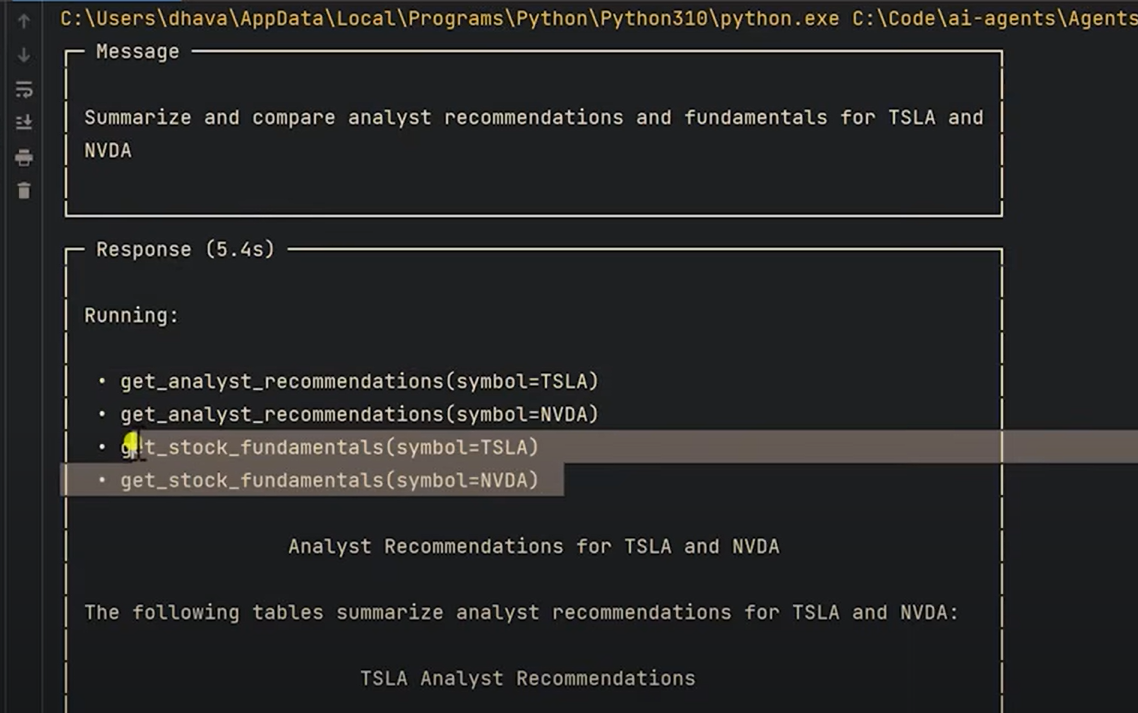 C:\Users\dhava\AppData\Local\Programs\Python\Python310\python.exe C:\Code\ai-agents\Agents
Message
Summarize and compare analyst recommendations and fundamentals for TSLA and
NVDA
Response (5.4s)
Running:
• get_analyst_recommendations(symbol=TSLA)
• get_analyst_recommendations(symbol=NVDA)
• get_stock_fundamentals(symbol=TSLA)
• get_stock_fundamentals(symbol=NVDA)
Analyst Recommendations for TSLA and NVDA
The following tables summarize analyst recommendations for TSLA and NVDA:
TSLA Analyst Recommendations